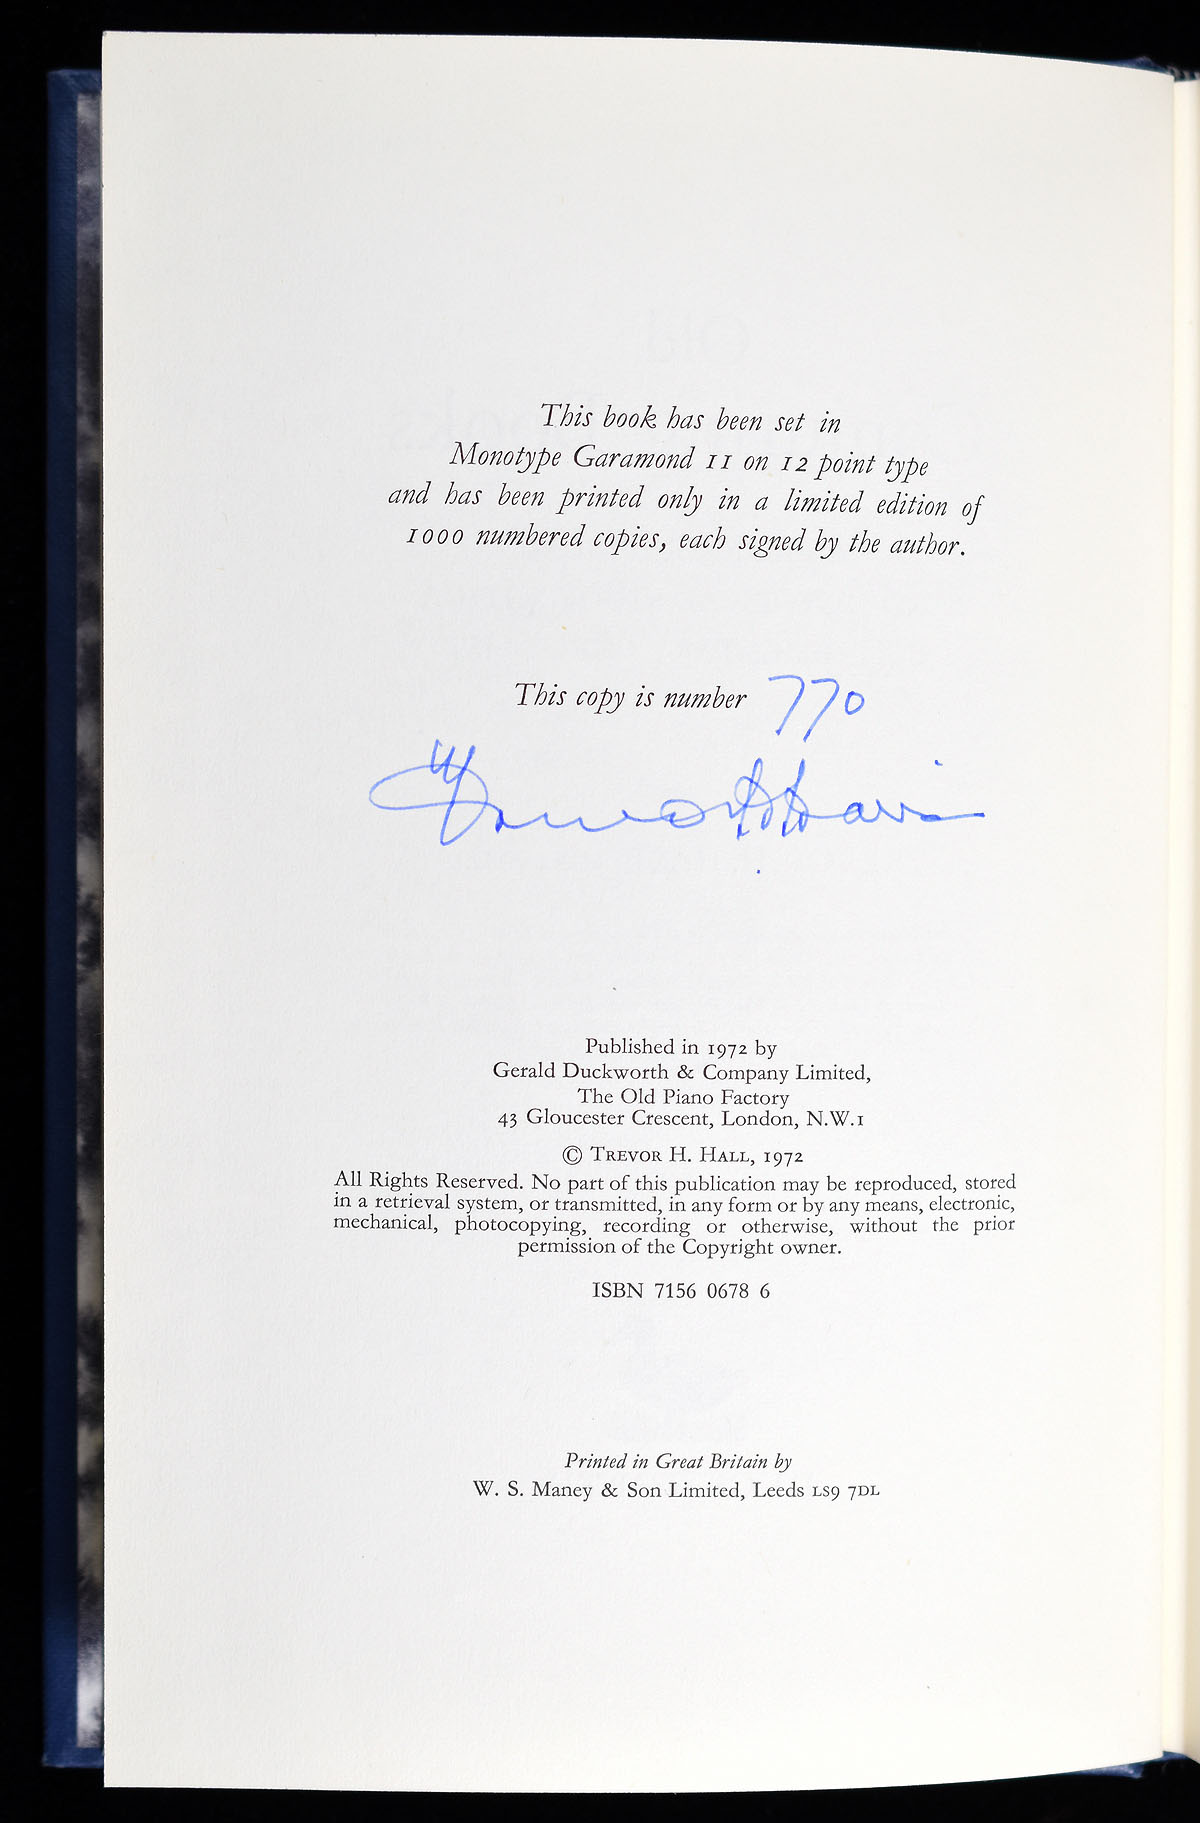 This book has been set in
Monotype Garamond 11 on 12 point type
and has been printed only in a limited edition of
1000 numbered copies, each signed by the author.
This copy is number 770
Published in 1972 by
Gerald Duckworth & Company Limited,
The Old Piano Factory
43 Gloucester Crescent, London, N.W.1
© TREVOR H. HALL, 1972
All Rights Reserved. No part of this publication may be reproduced, stored
in a retrieval system, or transmitted, in any form or by any means, electronic,
mechanical, photocopying, recording or otherwise, without the prior
permission of the Copyright owner.
ISBN 7156 0678 6
Printed in Great Britain by
W. S. Maney & Son Limited, Leeds LS9 7DL